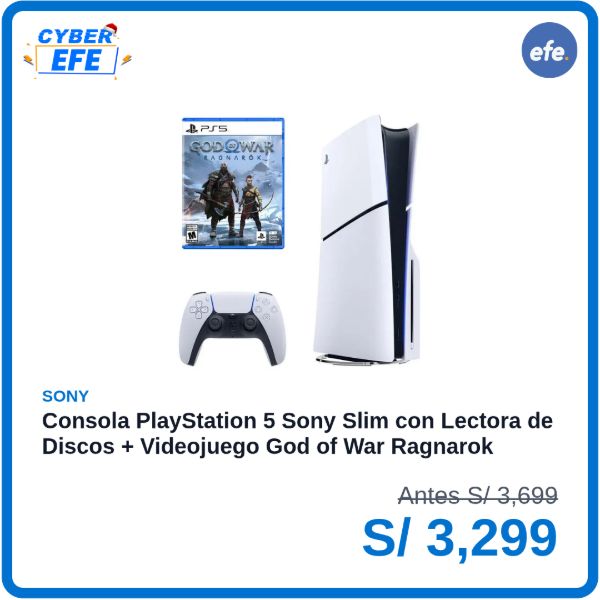 CYBER
EFE
efe.
PS5
GOD OF WAR
RAGNARÖK
M
SONY
Consola PlayStation 5 Sony Slim con Lectora de
Discos + Videojuego God of War Ragnarok
Antes S/ 3,699
S/ 3,299